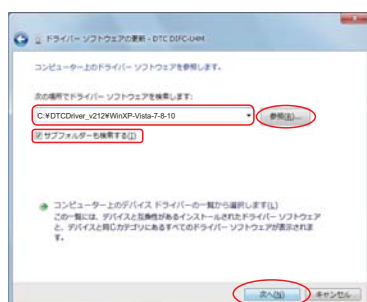 ドライバー ソフトウェアの更新 - DTC DIFC-U4M
コンピューター上のドライバー ソフトウェアを参照します。
次の場所でドライバー ソフトウェアを検索します:
C:¥DTCDriver_v212¥WinXP-Vista-7-8-10
参照(R)...
サブフォルダーも検索する(I)
コンピューター上のデバイス ドライバーの一覧から選択します(L)
この一覧には、デバイスと互換性があるインストールされたドライバー ソフトウェア
と、デバイスと同じカテゴリにあるすべてのドライバー ソフトウェアが表示されま
す。
次へ(N)
キャンセル